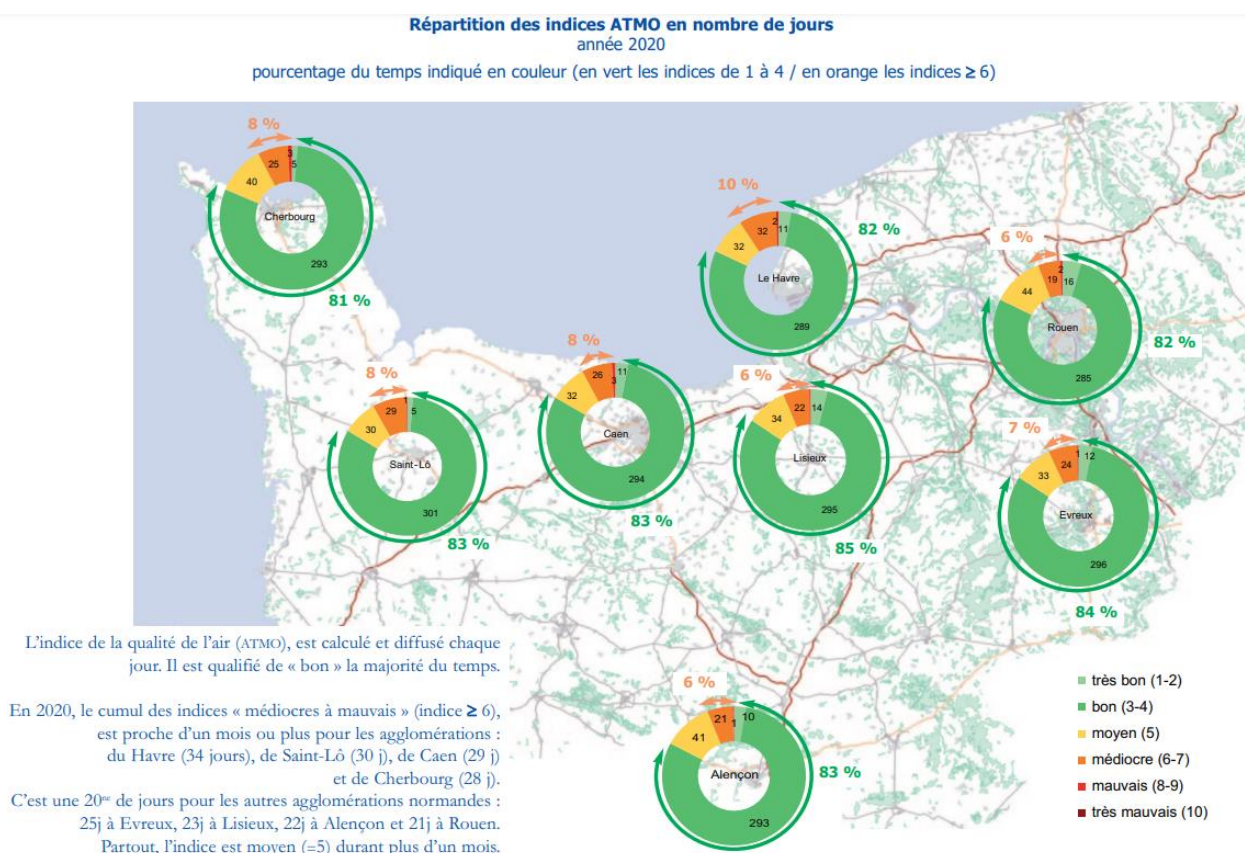 Répartition des indices ATMO en nombre de jours
année 2020
pourcentage du temps indiqué en couleur (en vert les indices de 1 à 4 / en orange les indices ≥ 6)
8 %
3
5
25
40
Cherbourg
293
81 %
10 %
2
11
32
32
Le Havre
289
82 %
6 %
2
16
19
44
Rouen
285
82 %
8 %
1
5
29
30
Saint-Lô
301
83 %
8 %
3
11
26
32
Caen
294
83 %
6 %
14
22
34
Lisieux
295
85 %
7 %
1
12
24
33
Evreux
296
84 %
6 %
1
10
21
41
Alençon
293
83 %
L'indice de la qualité de l'air (ATMO), est calculé et diffusé chaque
jour. Il est qualifié de « bon » la majorité du temps.
En 2020, le cumul des indices « médiocres à mauvais » (indice ≥ 6),
est proche d'un mois ou plus pour les agglomérations :
du Havre (34 jours), de Saint-Lô (30 j), de Caen (29 j)
et de Cherbourg (28 j).
C'est une 20ne de jours pour les autres agglomérations normandes :
25j à Evreux, 23j à Lisieux, 22j à Alençon et 21j à Rouen.
Partout, l'indice est moyen (=5) durant plus d'un mois.
très bon (1-2)
bon (3-4)
moyen (5)
médiocre (6-7)
mauvais (8-9)
très mauvais (10)